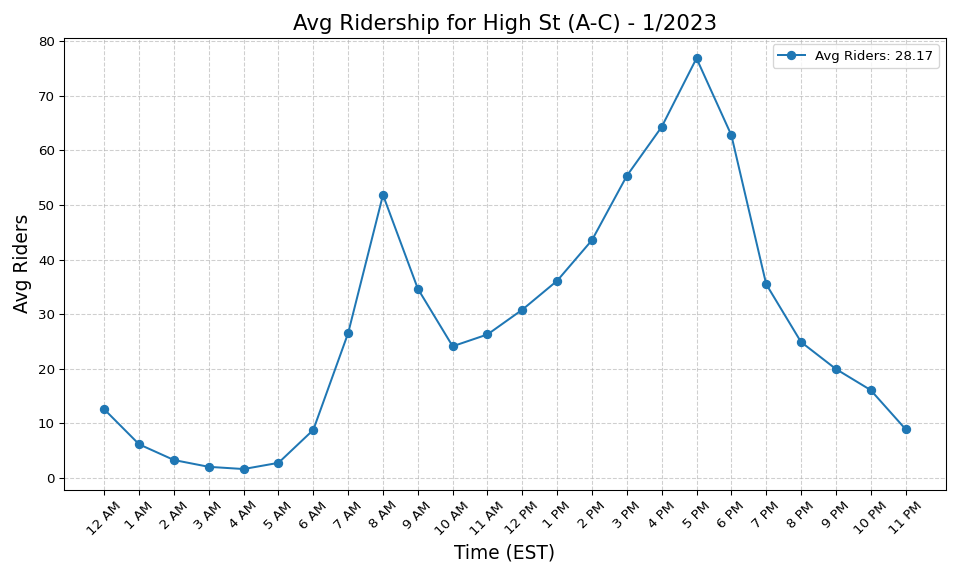 Avg Ridership for High St (A-C) - 1/2023
Avg Riders: 28.17
Avg Riders
80
70
60
50
40
30
20
10
0
12 AM
1 AM
2 AM
3 AM
4 AM
5 AM
6 AM
7 AM
8 AM
9 AM
10 AM
11 AM
12 PM
1 PM
2 PM
3 PM
4 PM
5 PM
6 PM
7 PM
8 PM
9 PM
10 PM
11 PM
Time (EST)